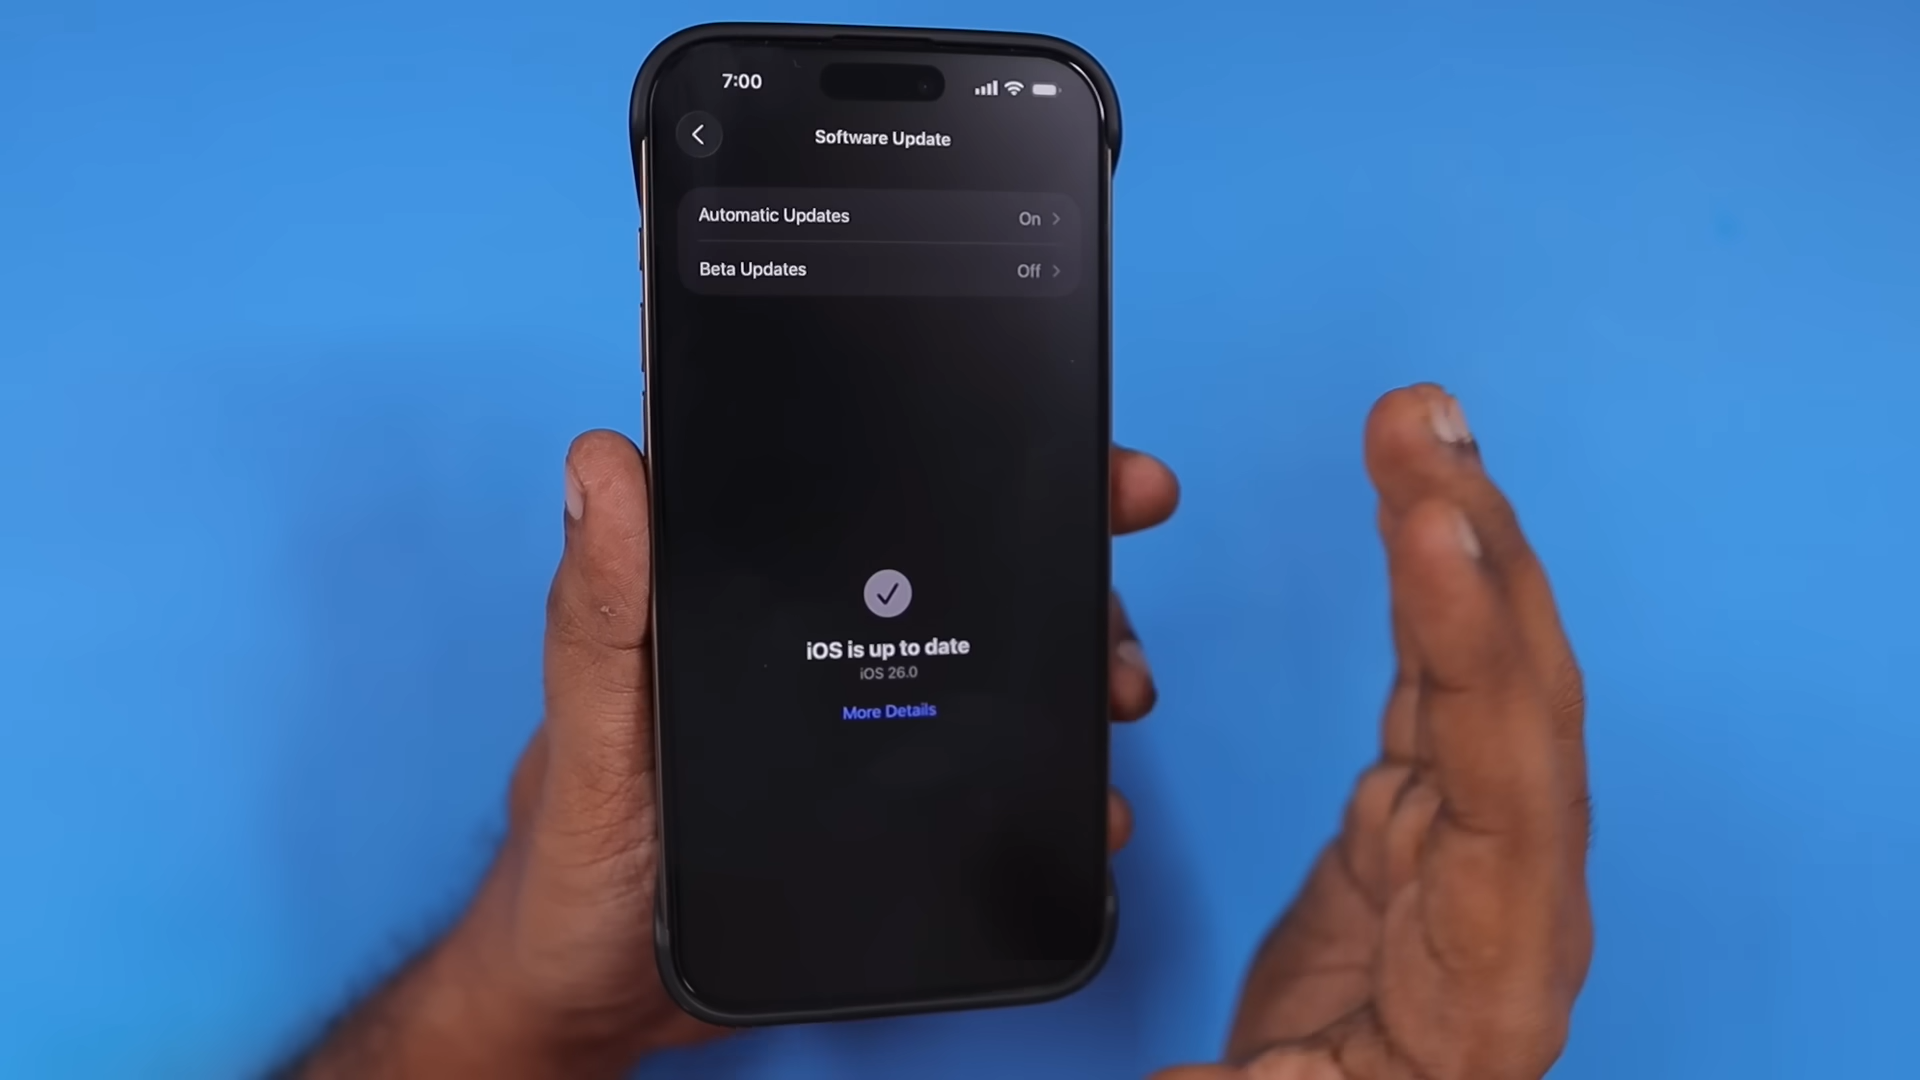 7:00
Software Update
Automatic Updates On
Beta Updates Off
iOS is up to date
iOS 26.0
More Details